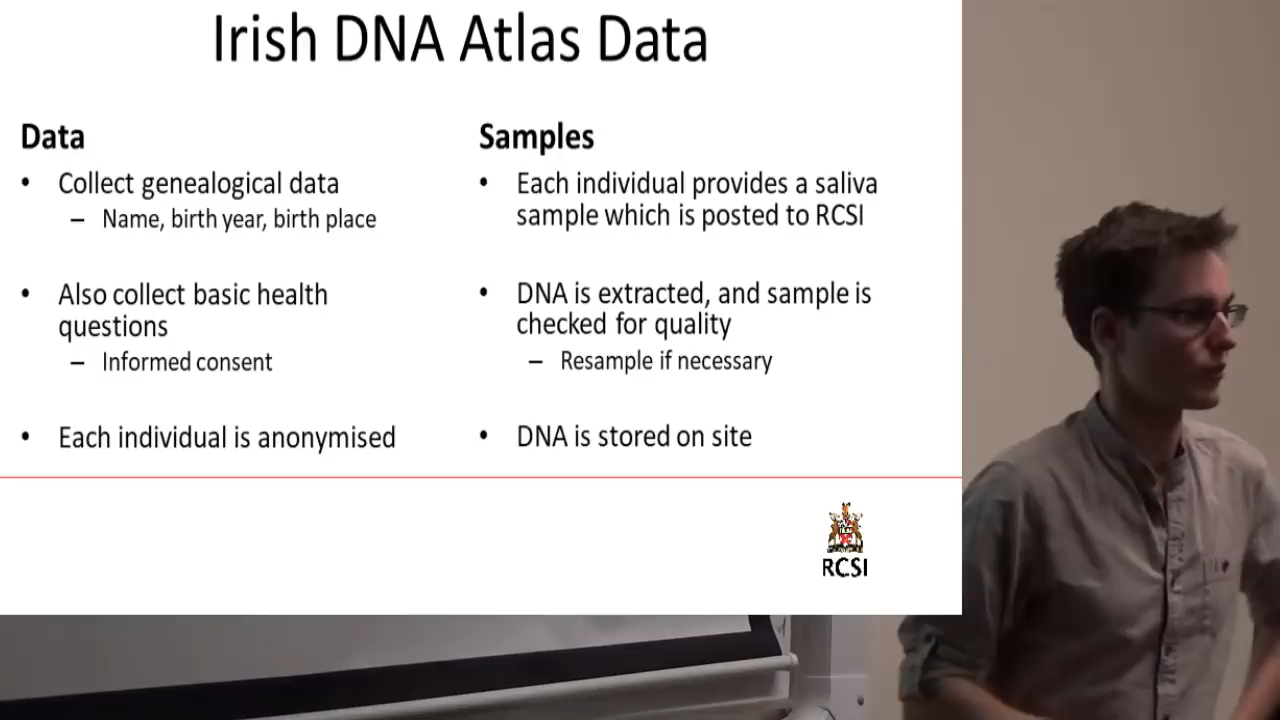 Irish DNA Atlas Data
Data
• Collect genealogical data
– Name, birth year, birth place
• Also collect basic health
questions
– Informed consent
• Each individual is anonymised
Samples
• Each individual provides a saliva
sample which is posted to RCSI
• DNA is extracted, and sample is
checked for quality
– Resample if necessary
• DNA is stored on site
RCSI